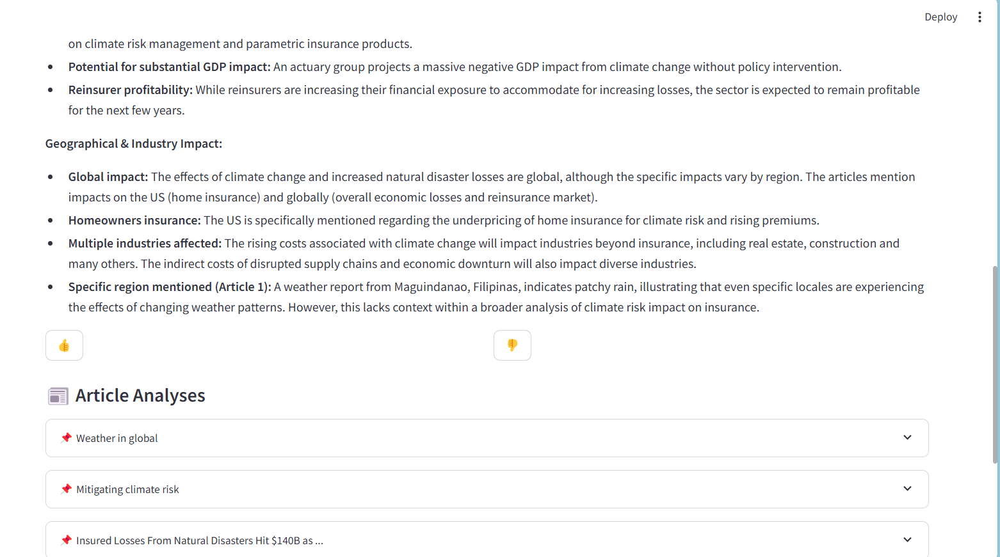 Deploy
on climate risk management and parametric insurance products.
Potential for substantial GDP impact: An actuary group projects a massive negative GDP impact from climate change without policy intervention.
Reinsurer profitability: While reinsurers are increasing their financial exposure to accommodate for increasing losses, the sector is expected to remain profitable
for the next few years.
Geographical & Industry Impact:
Global impact: The effects of climate change and increased natural disaster losses are global, although the specific impacts vary by region. The articles mention
impacts on the US (home insurance) and globally (overall economic losses and reinsurance market).
Homeowners insurance: The US is specifically mentioned regarding the underpricing of home insurance for climate risk and rising premiums.
Multiple industries affected: The rising costs associated with climate change will impact industries beyond insurance, including real estate, construction and
many others. The indirect costs of disrupted supply chains and economic downturn will also impact diverse industries.
Specific region mentioned (Article 1): A weather report from Maguindanao, Filipinas, indicates patchy rain, illustrating that even specific locales are experiencing
the effects of changing weather patterns. However, this lacks context within a broader analysis of climate risk impact on insurance.
Article Analyses
Weather in global
Mitigating climate risk
Insured Losses From Natural Disasters Hit $140B as ...